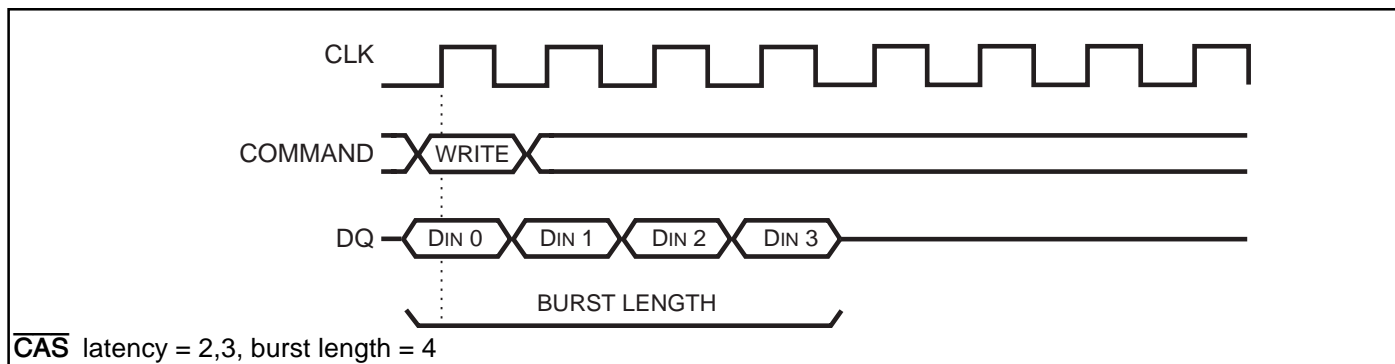 CLK
COMMAND WRITE
DQ DIN 0 DIN 1 DIN 2 DIN 3
BURST LENGTH
CAS latency = 2,3, burst length = 4